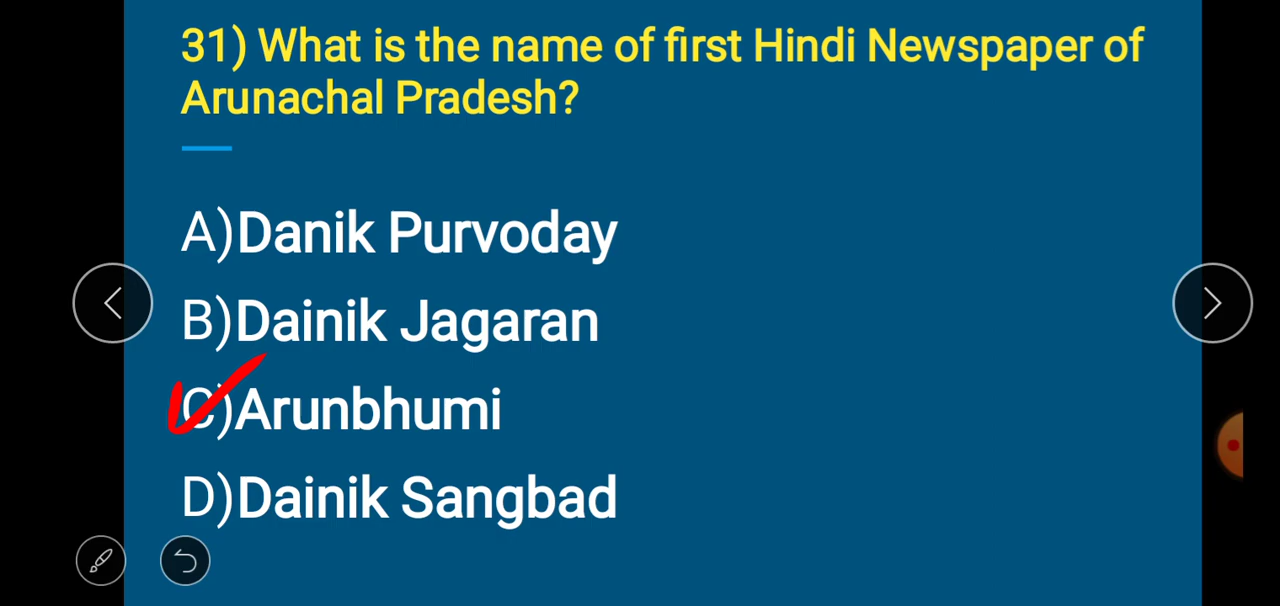 31) What is the name of first Hindi Newspaper of
Arunachal Pradesh?
A)Danik Purvoday
B)Dainik Jagaran
C)Arunbhumi
D)Dainik Sangbad